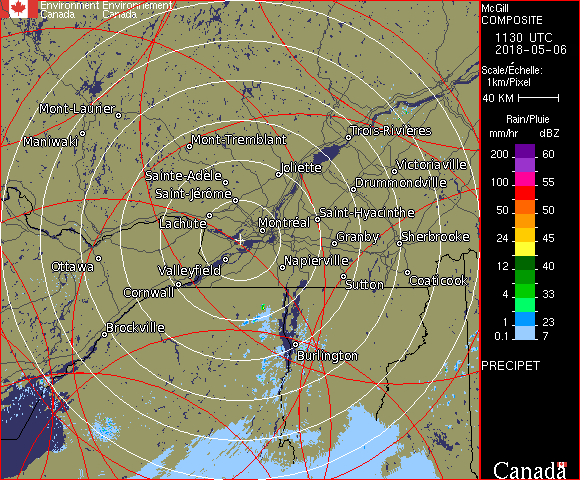 Environment Environnement
Canada Canada
McGill
COMPOSITE
1130 UTC
2018-05-06
Scale/Échelle:
1km/Pixel
40 KM
Rain/Pluie
mm/hr dBZ
200 60
55
100 55
50 50
24 45
12 40
4 33
1 23
0.1 7
PRECIPET
Canada
Mont-Laurier
Maniwaki
Mont-Tremblant
Trois-Rivières
Joliette
Victoriaville
Sainte-Adèle
Drummondville
Saint-Jérôme
Saint-Hyacinthe
Lachute
Montréal
Granby
Sherbrooke
Ottawa
Valleyfield
Napierville
Coaticook
Cornwall
Sutton
Brockville
Burlington